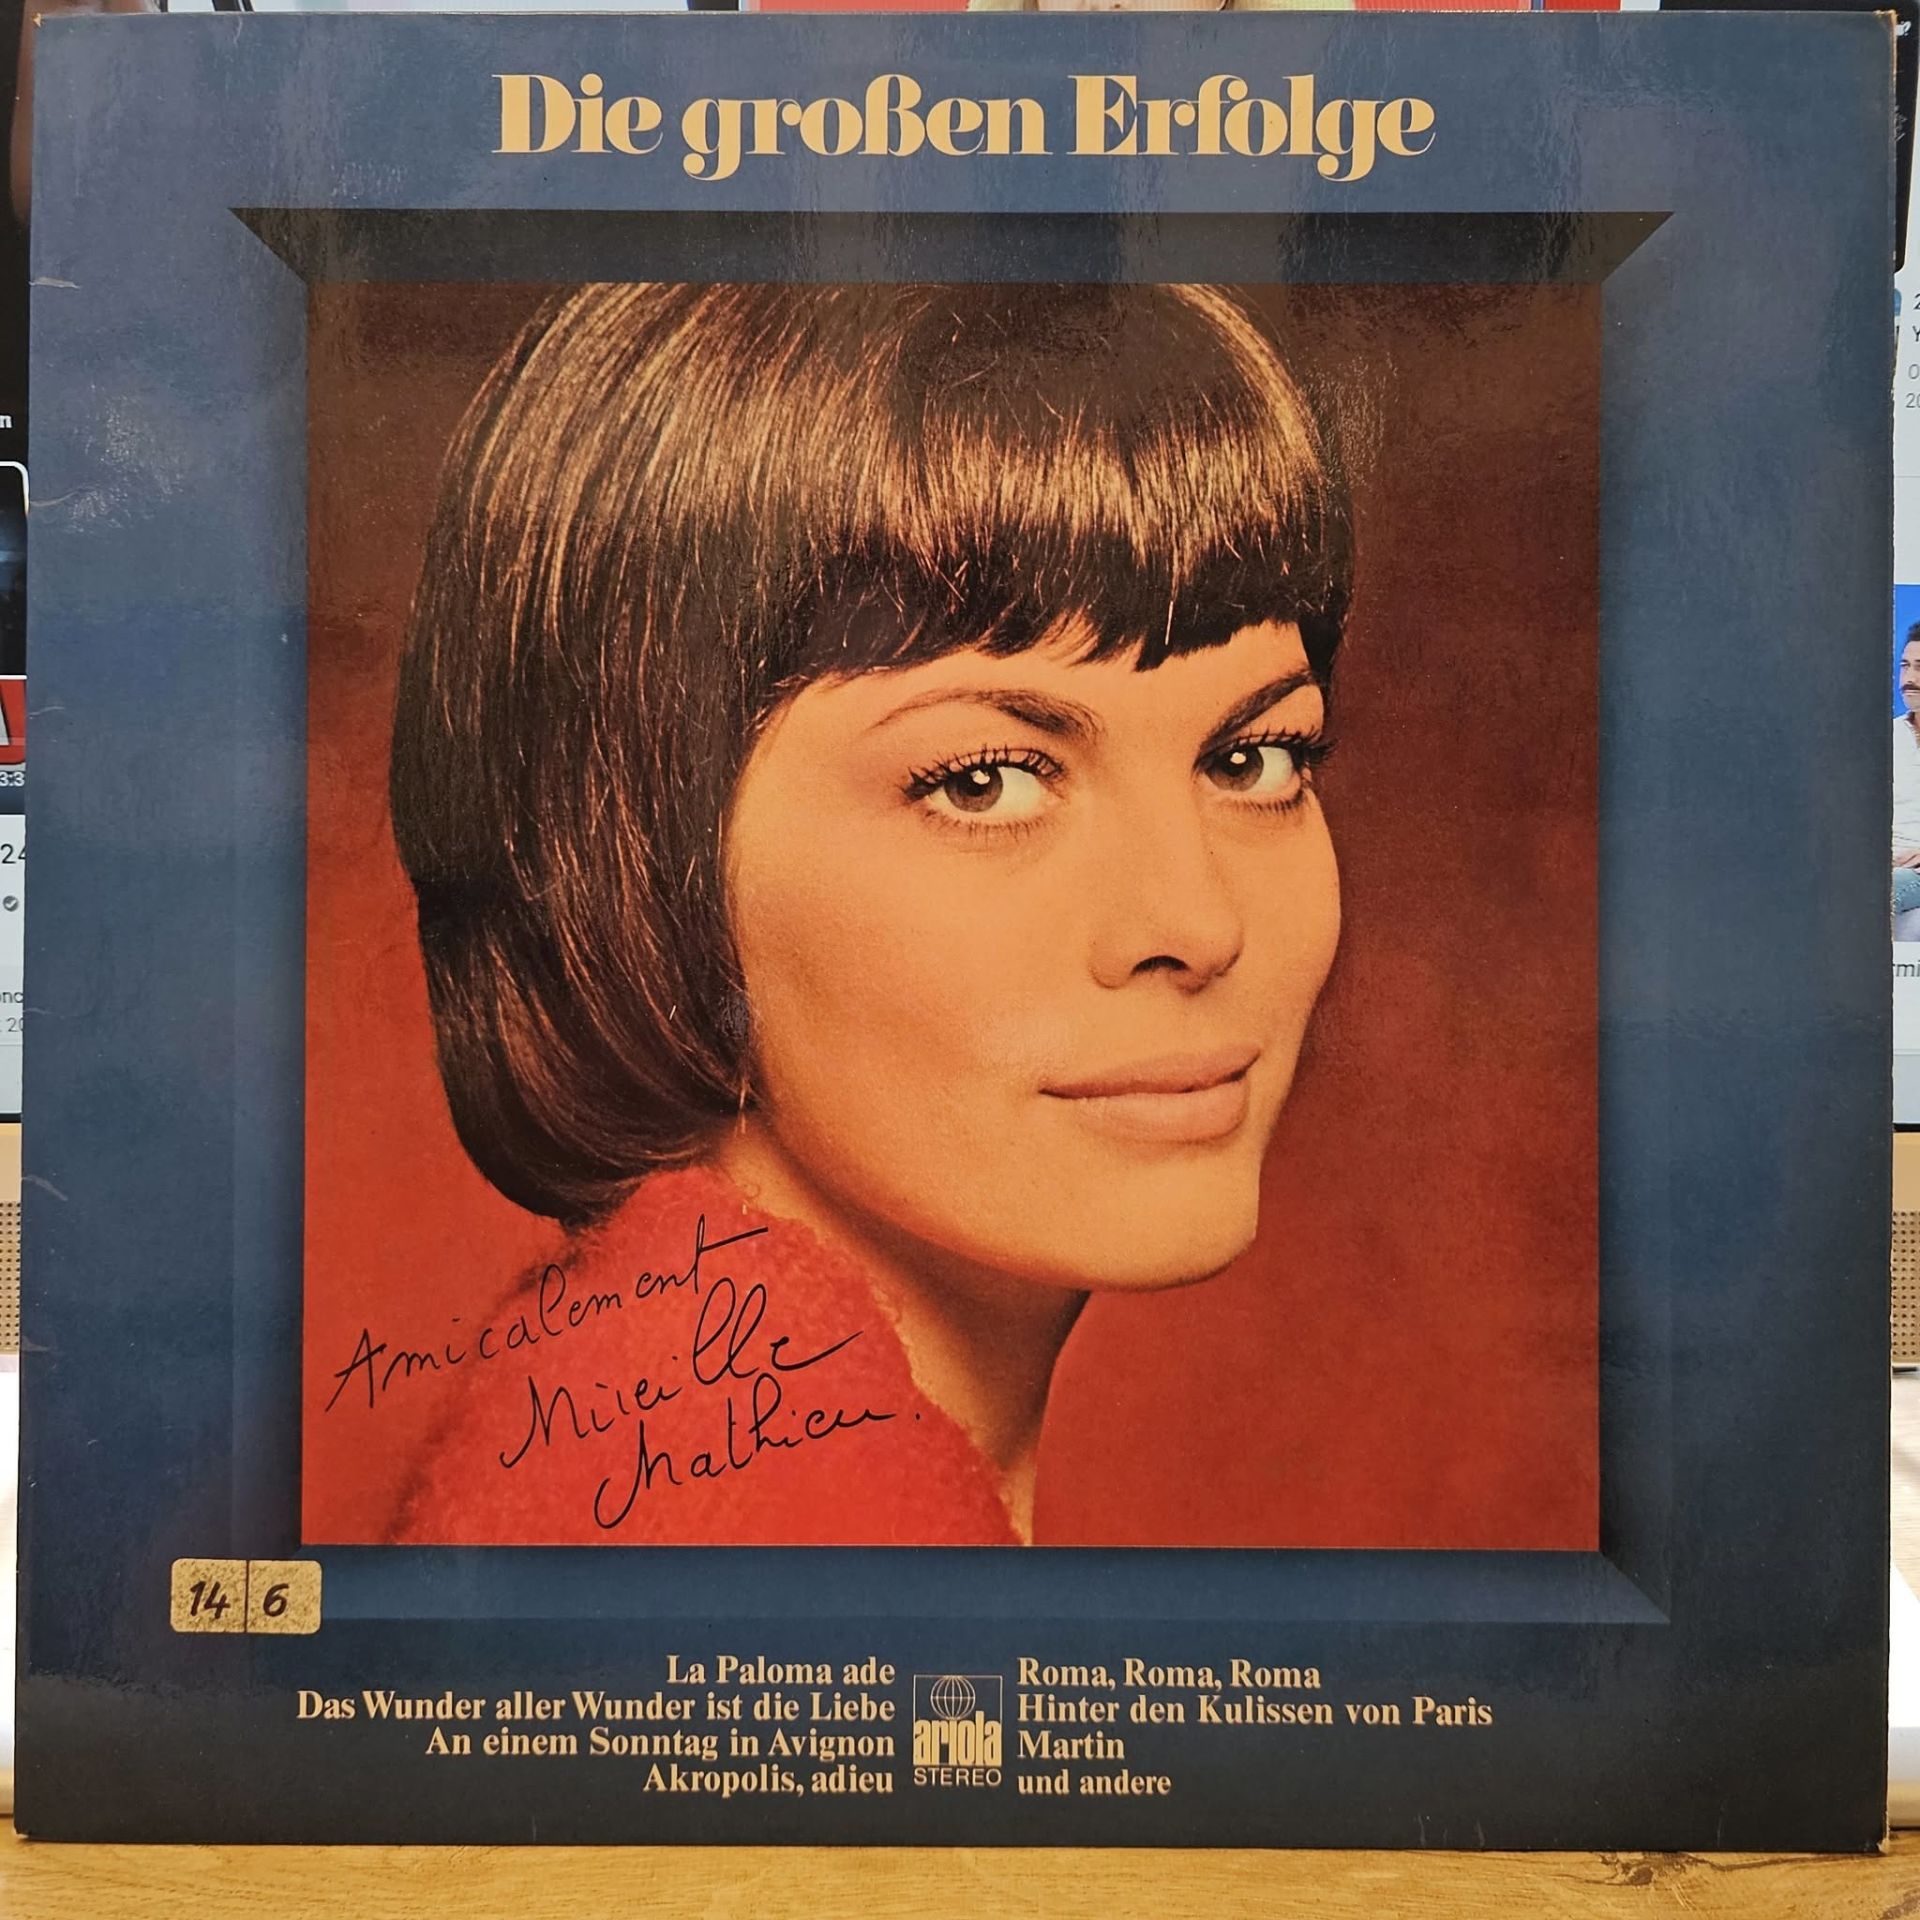 Die großen Erfolge
Amicalement
Mireille
Mathieu.
14 6
La Paloma ade
Das Wunder aller Wunder ist die Liebe
An einem Sonntag in Avignon
Akropolis, adieu
ariola
STEREO
Roma, Roma, Roma
Hinter den Kulissen von Paris
Martin
und andere